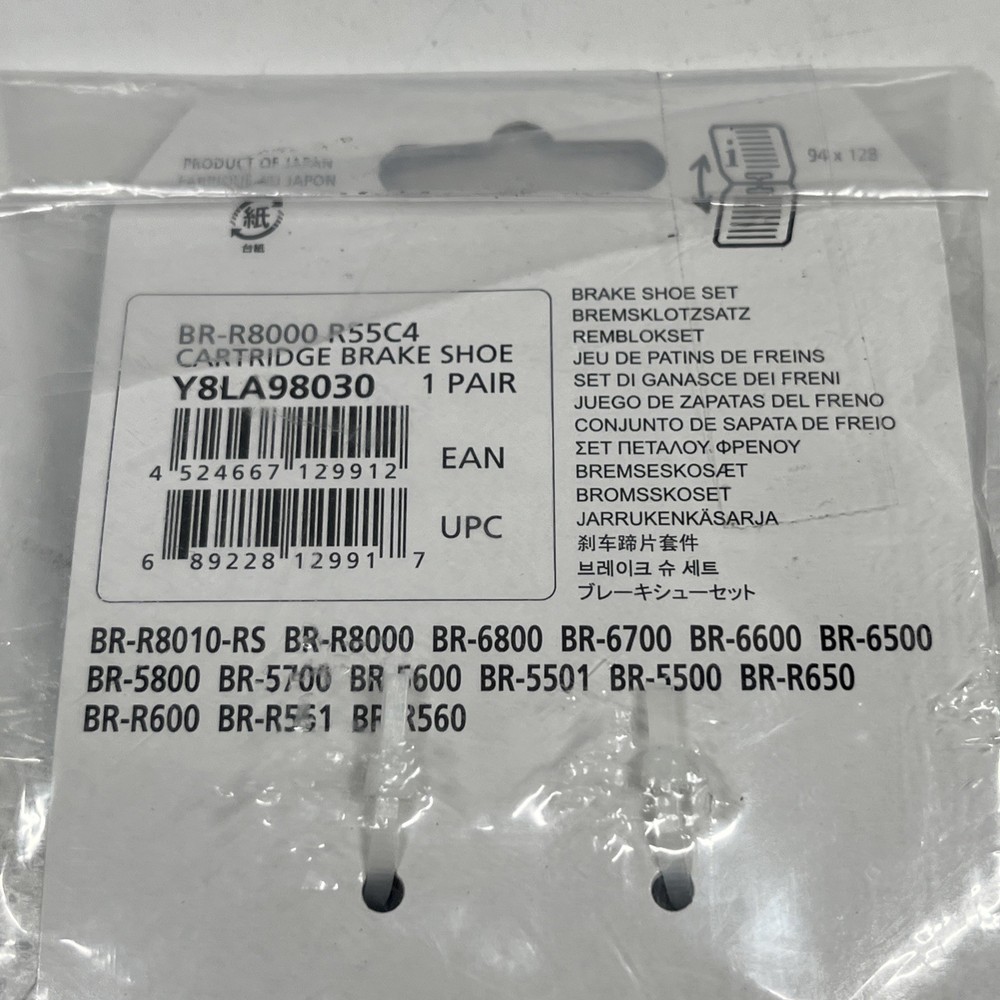 PRODUCT OF JAPAN
FABRIQUE AU JAPON
紙
台紙
i
94 x 128
BR-R8000 R55C4
CARTRIDGE BRAKE SHOE
Y8LA98030 1 PAIR
4 524667 129912
EAN
6 89228 12991 7
UPC
BRAKE SHOE SET
BREMSKLOTZSATZ
REMBLOKSET
JEU DE PATINS DE FREINS
SET DI GANASCE DEI FRENI
JUEGO DE ZAPATAS DEL FRENO
CONJUNTO DE SAPATA DE FREIO
ΣΕΤ ΠΕΤΑΛΟΥ ΦΡΕΝΟΥ
BREMSESKOSÆT
BROMSSKOSET
JARRUKENKÄSARJA
刹车蹄片套件
브레이크 슈 세트
ブレーキシューセット
BR-R8010-RS BR-R8000 BR-6800 BR-6700 BR-6600 BR-6500
BR-5800 BR-5700 BR-5600 BR-5501 BR-5500 BR-R650
BR-R600 BR-R561 BR-R560